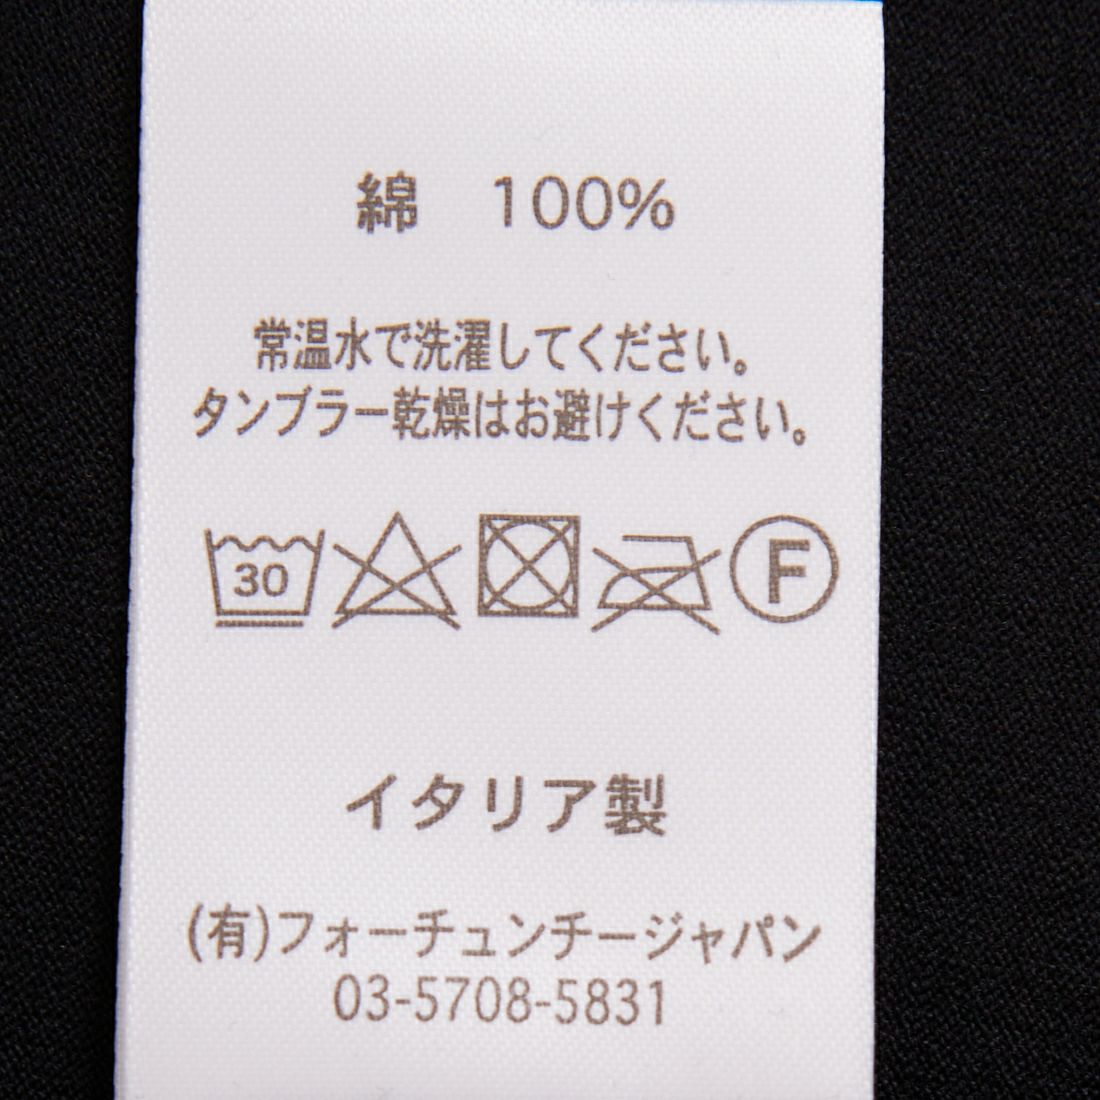 綿　100%
常温水で洗濯してください。
タンブラー乾燥はお避けください。
30
F
イタリア製
(有)フォーチュンチージャパン
03-5708-5831